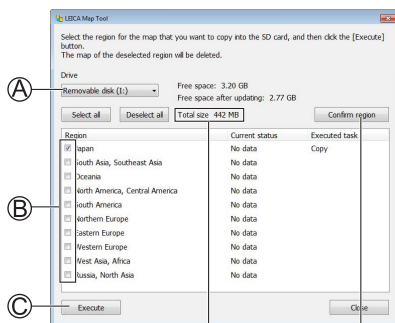 LEICA Map Tool
Select the region for the map that you want to copy into the SD card, and then click the [Execute]
button.
The map of the deselected region will be deleted.
Drive
Removable disk (I:)
Free space: 3.20 GB
Free space after updating: 2.77 GB
Select all Deselect all Total size 442 MB Confirm region
Region Current status Executed task
Japan No data Copy
South Asia, Southeast Asia No data
Oceania No data
North America, Central America No data
South America No data
Northern Europe No data
Eastern Europe No data
Western Europe No data
West Asia, Africa No data
Russia, North Asia No data
Execute Close
A
B
C